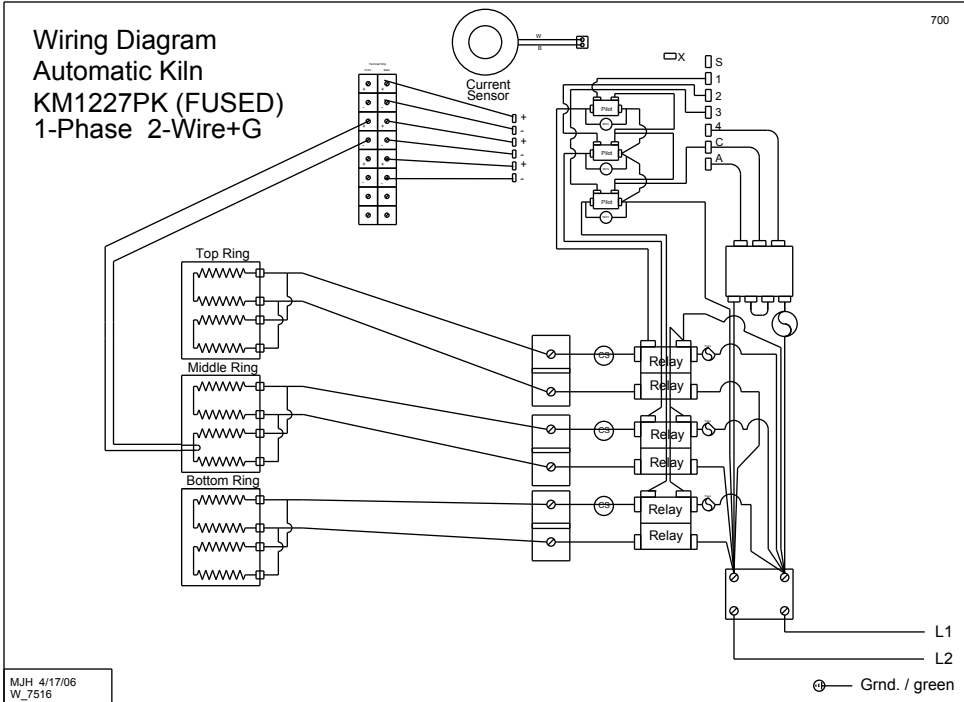 700
Wiring Diagram
Automatic Kiln
KM1227PK (FUSED)
1-Phase 2-Wire+G
W
B
Current
Sensor
X
S
1
2
3
4
C
A
+
-
+
-
+
-
Pilot
Pilot
Pilot
Top Ring
Middle Ring
Bottom Ring
CS
Relay
Relay
CS
Relay
Relay
CS
Relay
Relay
L1
L2
Grnd. / green
MJH 4/17/06
W_7516